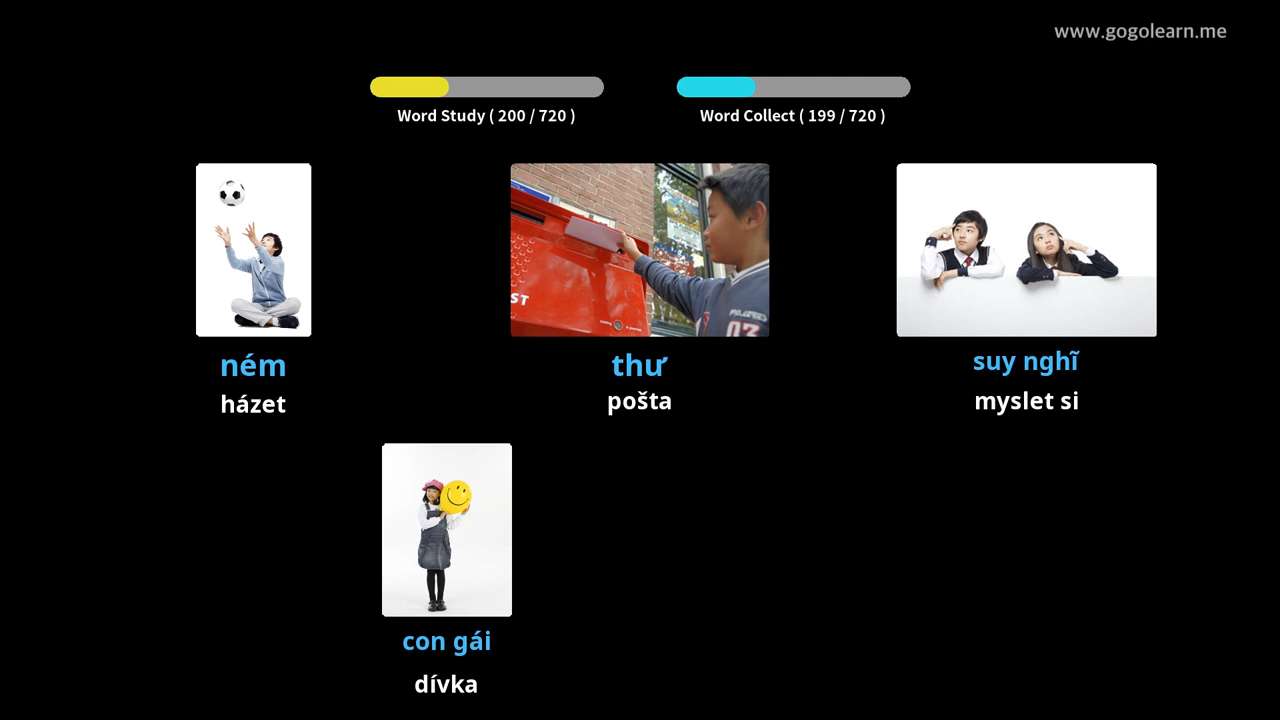 www.gogolearn.me
Word Study ( 200 / 720 )
Word Collect ( 199 / 720 )
ST
ném
házet
thư
pošta
suy nghĩ
myslet si
con gái
dívka